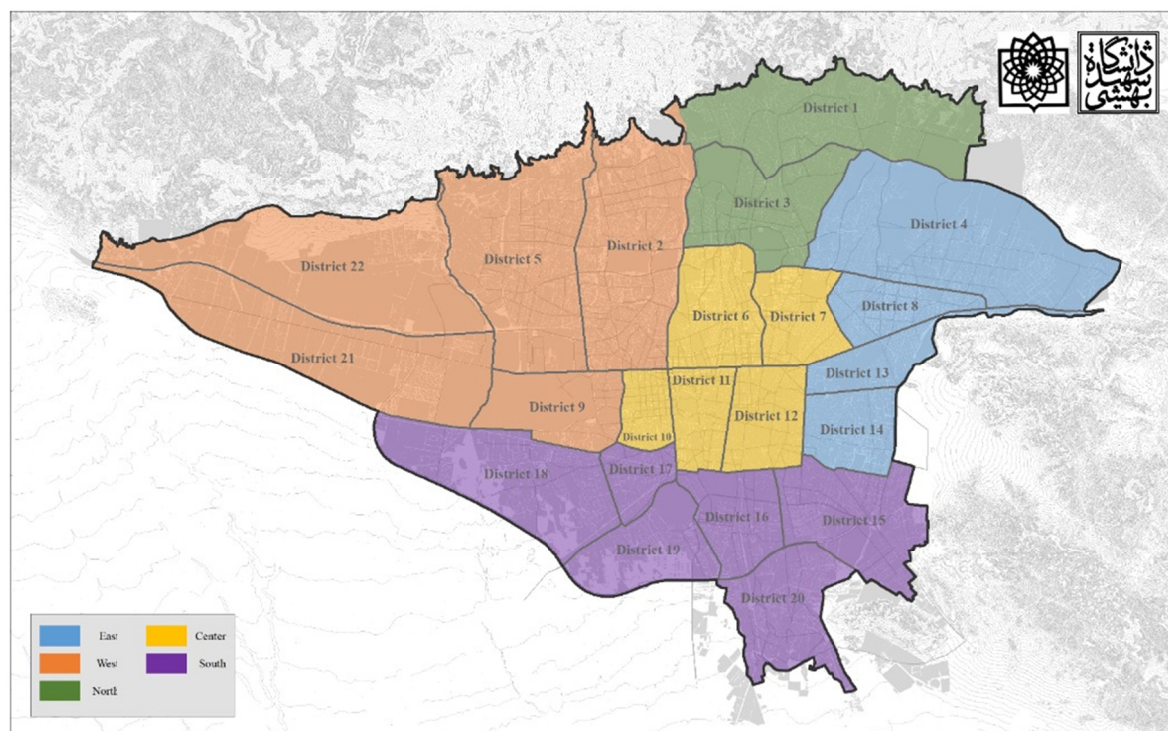 دانشگاه
شهید
بهشتی
District 1
District 3
District 4
District 2
District 5
District 22
District 8
District 6
District 7
District 21
District 13
District 11
District 9
District 12
District 14
District 10
District 17
District 18
District 16
District 15
District 19
District 20
East
Center
West
South
North